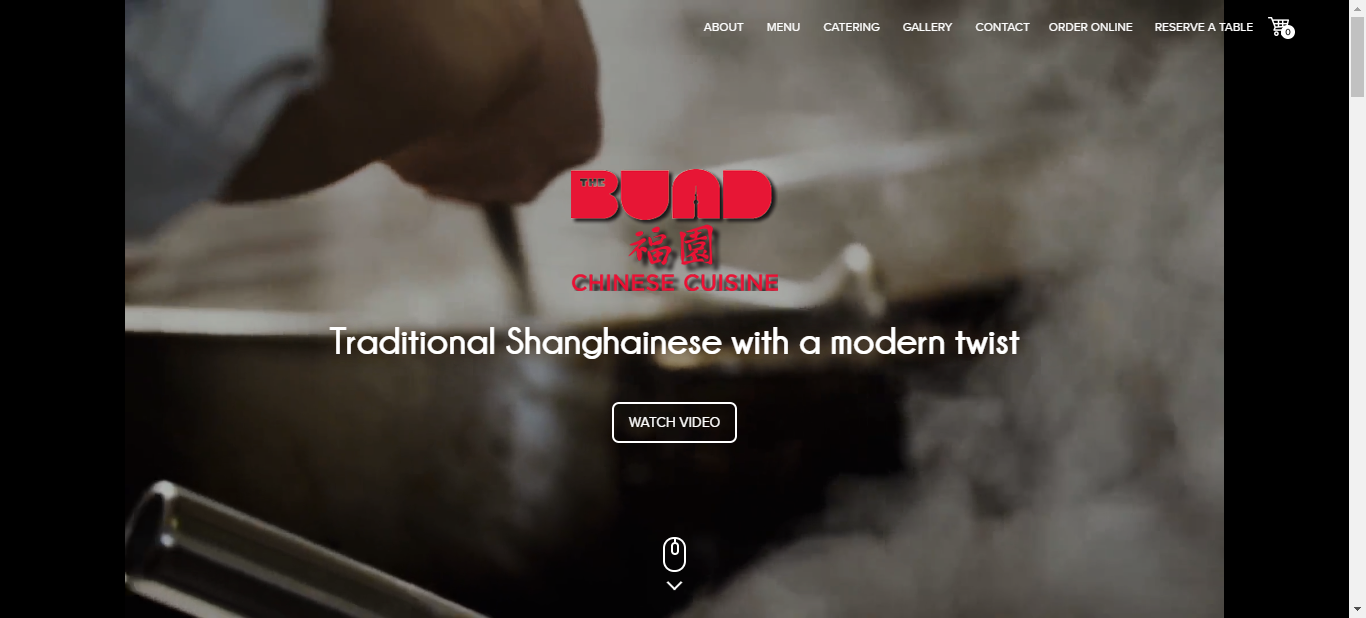 ABOUT MENU CATERING GALLERY CONTACT ORDER ONLINE RESERVE A TABLE 0
THE BUND
福園
CHINESE CUISINE
Traditional Shanghainese with a modern twist
WATCH VIDEO